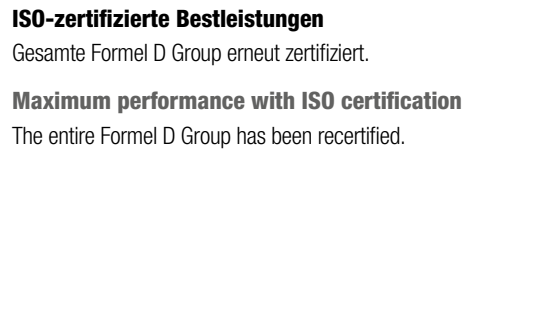 ISO-zertifizierte Bestleistungen
Gesamte Formel D Group erneut zertifiziert.
Maximum performance with ISO certification
The entire Formel D Group has been recertified.